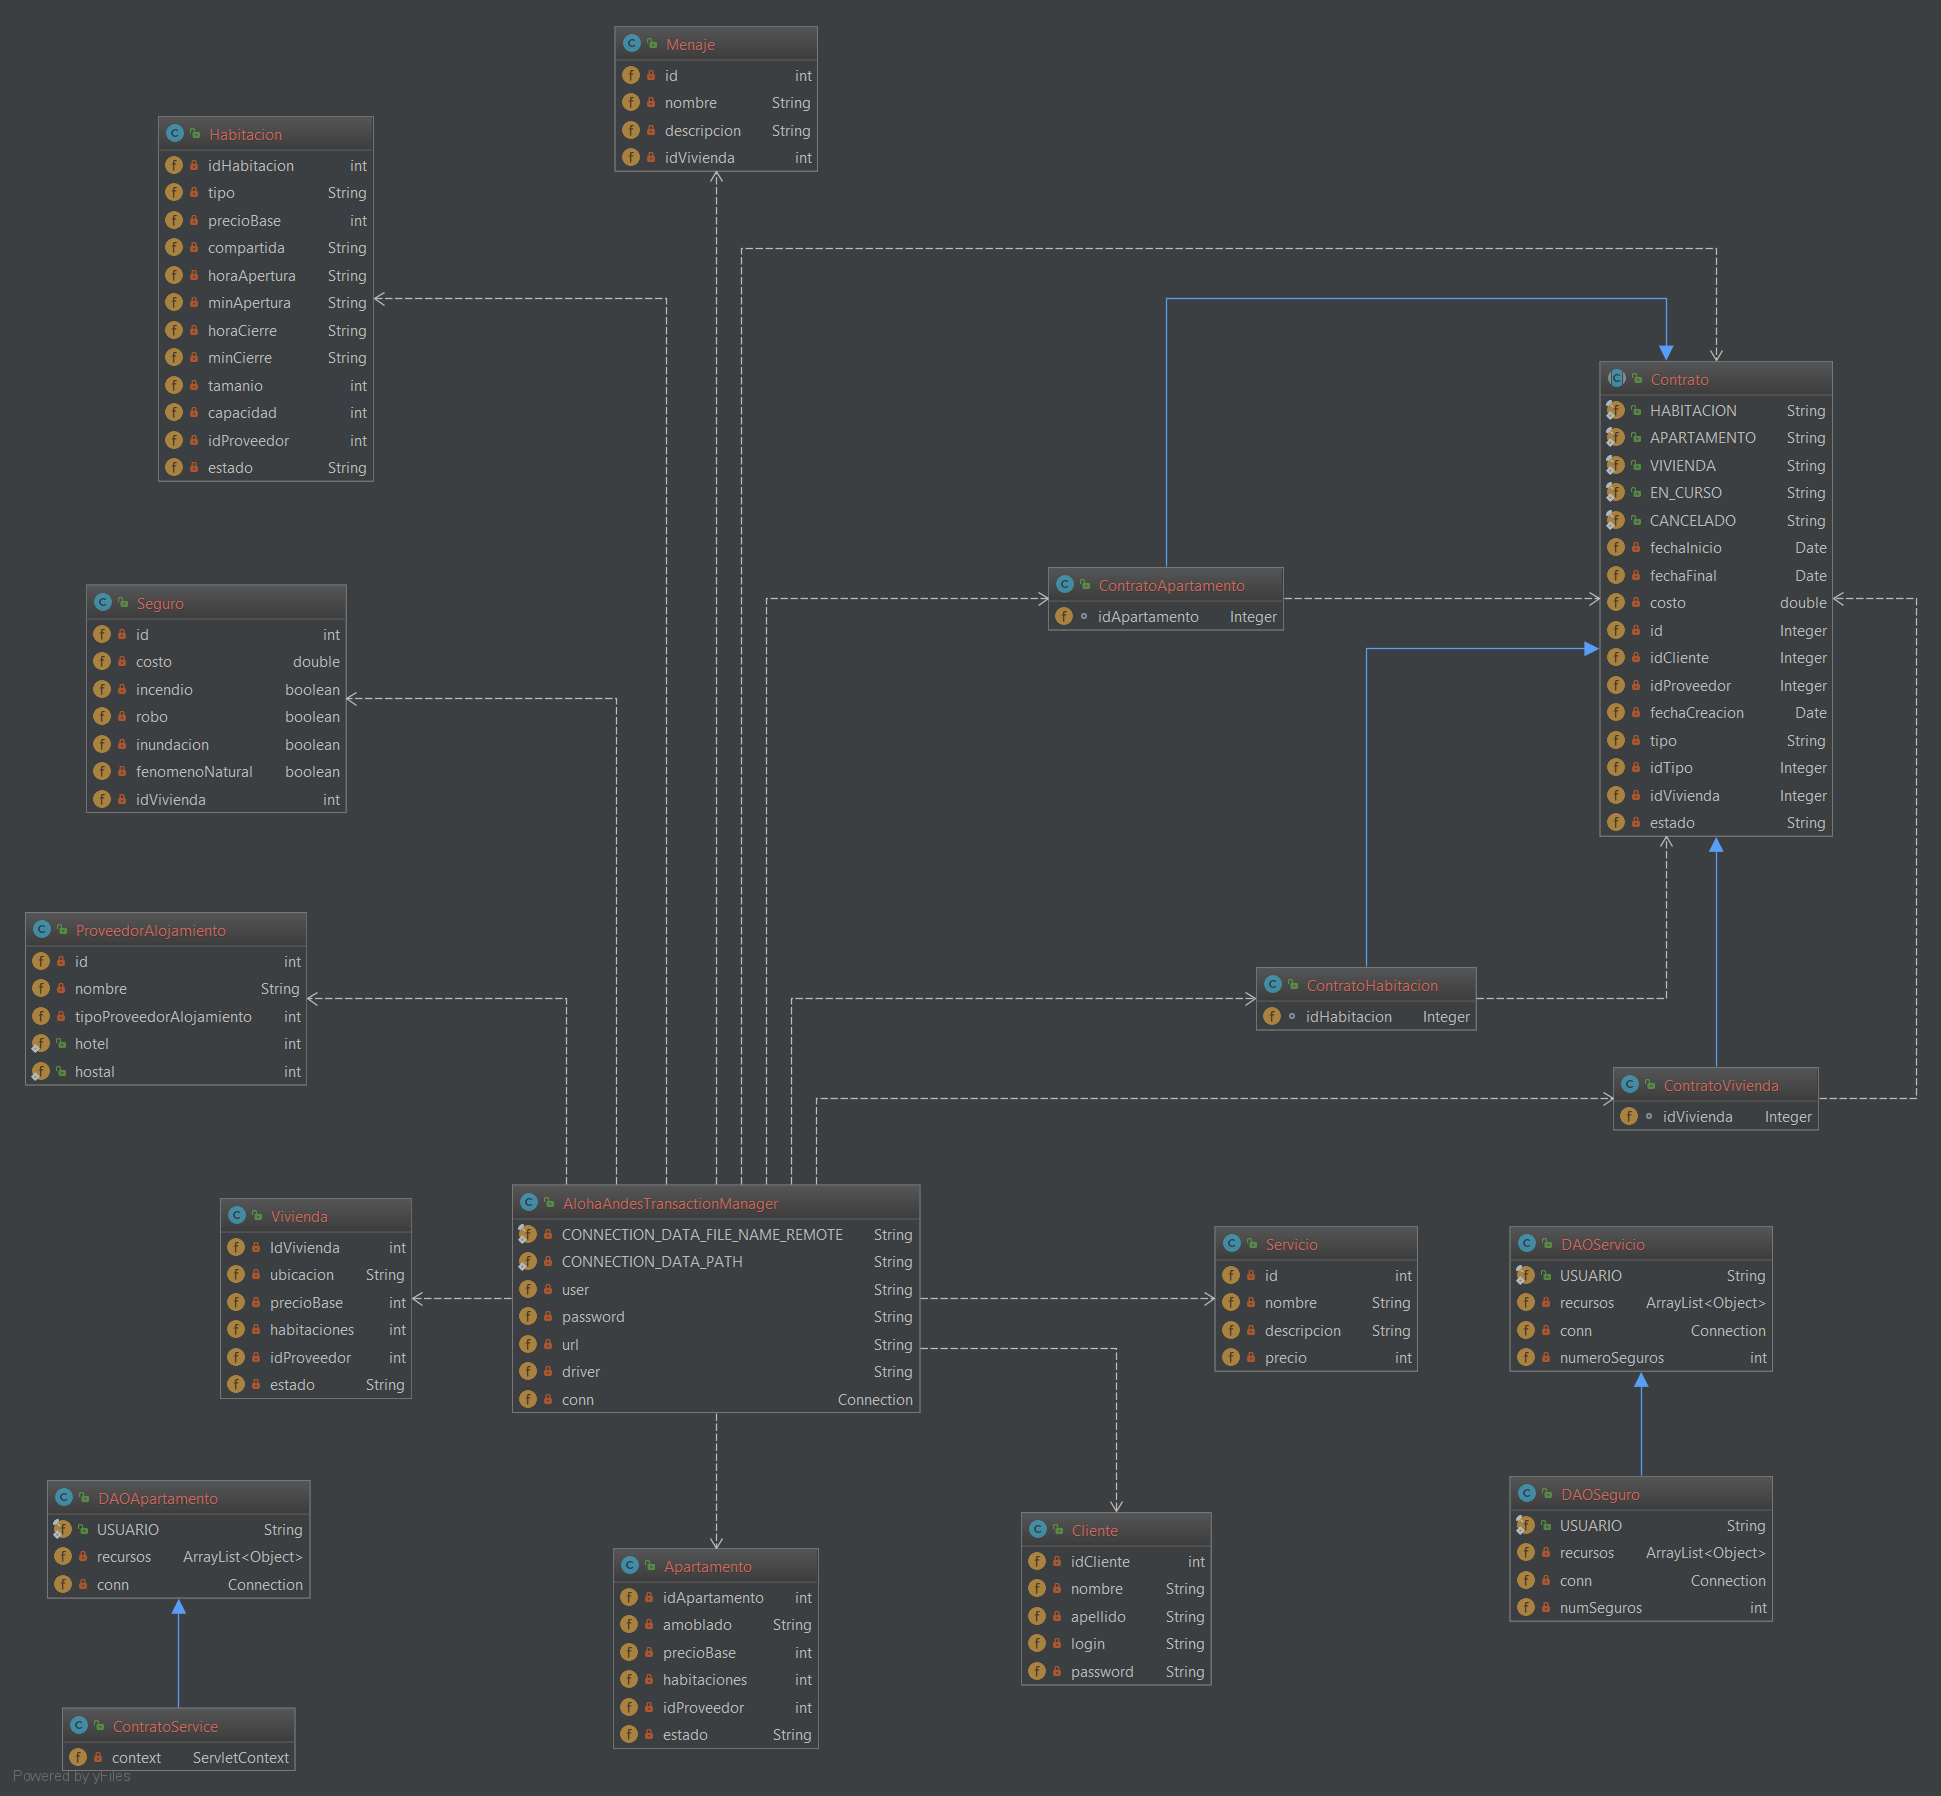 Menaje
id int
nombre String
descripcion String
idVivienda int
Habitacion
idHabitacion int
tipo String
precioBase int
compartida String
horaApertura String
minApertura String
horaCierre String
minCierre String
tamanio int
capacidad int
idProveedor int
estado String
Contrato
HABITACION String
APARTAMENTO String
VIVIENDA String
EN_CURSO String
CANCELADO String
fechaInicio Date
fechaFinal Date
costo double
id Integer
idCliente Integer
idProveedor Integer
fechaCreacion Date
tipo String
idTipo Integer
idVivienda Integer
estado String
ContratoApartamento
idApartamento Integer
Seguro
id int
costo double
incendio boolean
robo boolean
inundacion boolean
fenomenoNatural boolean
idVivienda int
ProveedorAlojamiento
id int
nombre String
tipoProveedorAlojamiento int
hotel int
hostal int
ContratoHabitacion
idHabitacion Integer
ContratoVivienda
idVivienda Integer
Vivienda
IdVivienda int
ubicacion String
precioBase int
habitaciones int
idProveedor int
estado String
AlohaAndesTransactionManager
CONNECTION_DATA_FILE_NAME_REMOTE String
CONNECTION_DATA_PATH String
user String
password String
url String
driver String
conn Connection
Servicio
id int
nombre String
descripcion String
precio int
DAOServicio
USUARIO String
recursos ArrayList<Object>
conn Connection
numeroSeguros int
DAOApartamento
USUARIO String
recursos ArrayList<Object>
conn Connection
Apartamento
idApartamento int
amoblado String
precioBase int
habitaciones int
idProveedor int
estado String
Cliente
idCliente int
nombre String
apellido String
login String
password String
DAOSeguro
USUARIO String
recursos ArrayList<Object>
conn Connection
numSeguros int
ContratoService
context ServletContext
Powered by yFiles